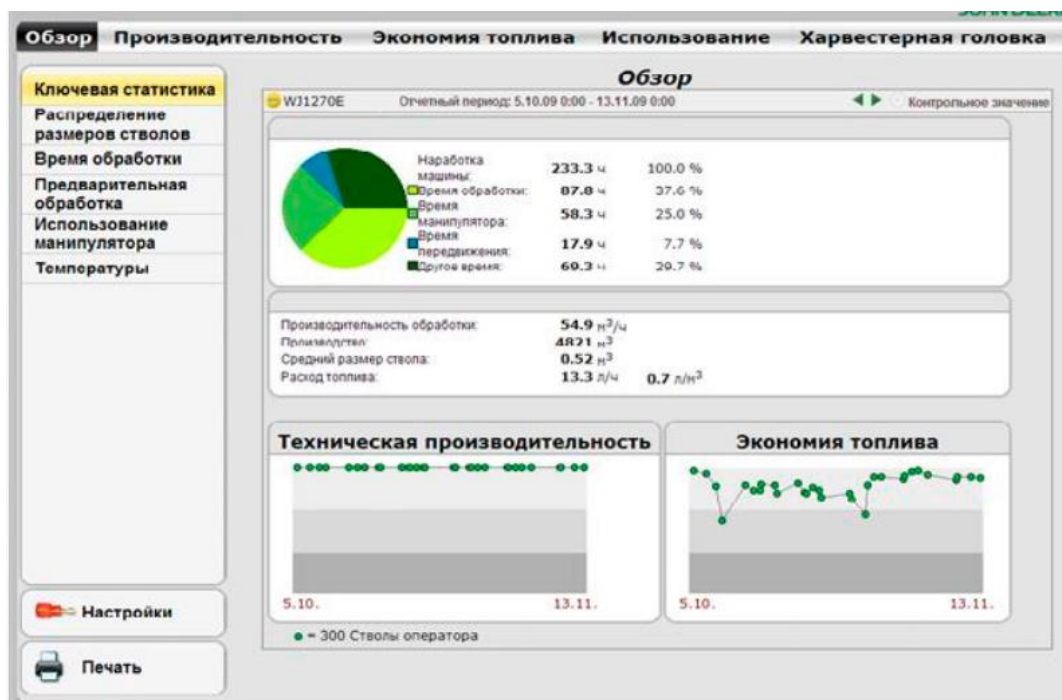 JOHN DEERE
Обзор Производительность Экономия топлива Использование Харвестерная головка
Ключевая статистика
Распределение
размеров стволов
Время обработки
Предварительная
обработка
Использование
манипулятора
Температуры
Настройки
Печать
Обзор
WJ1270E Отчетный период: 5.10.09 0:00 - 13.11.09 0:00 Контрольное значение
Наработка
машины: 233.3 ч 100.0 %
Время обработки: 87.8 ч 37.6 %
Время
манипулятора: 58.3 ч 25.0 %
Время
передвижения: 17.9 ч 7.7 %
Другое время: 69.3 ч 29.7 %
Производительность обработки: 54.9 м³/ч
Производство: 4821 м³
Средний размер ствола: 0.52 м³
Расход топлива: 13.3 л/ч 0.7 л/м³
Техническая производительность
5.10. 13.11.
Экономия топлива
5.10. 13.11.
= 300 Стволы оператора